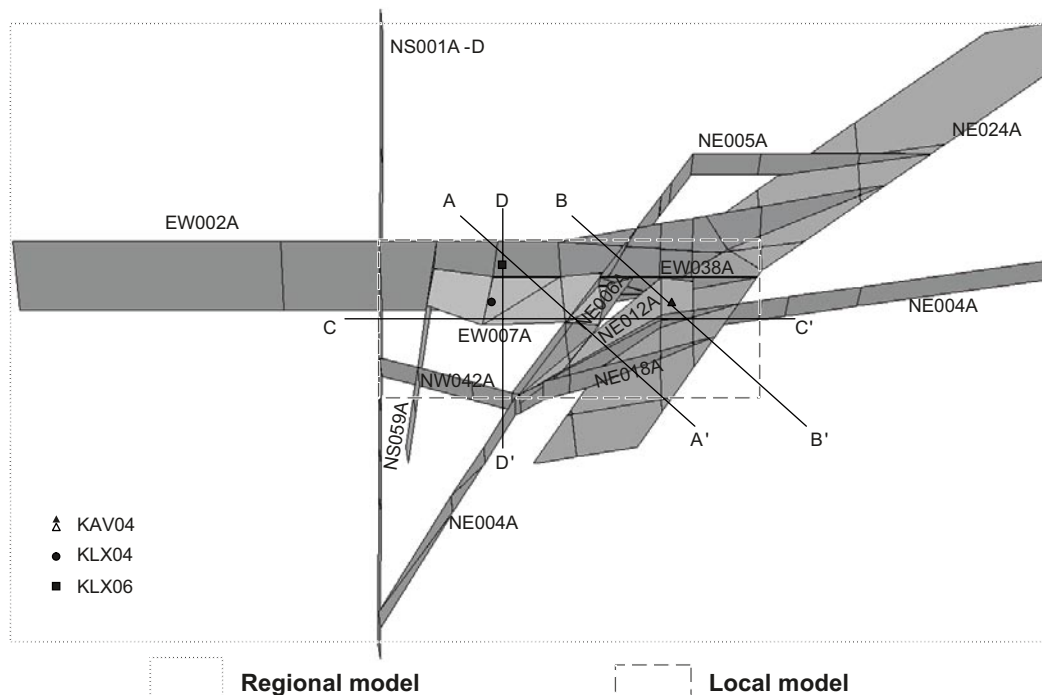 NS001A -D
NE005A
NE024A
A
D
B
EW002A
EW038A
NE006A
NE004A
NE012A
C
C'
EW007A
NE018A
NW042A
NS059A
A'
B'
D'
NE004A
KAV04
KLX04
KLX06
Regional model
Local model